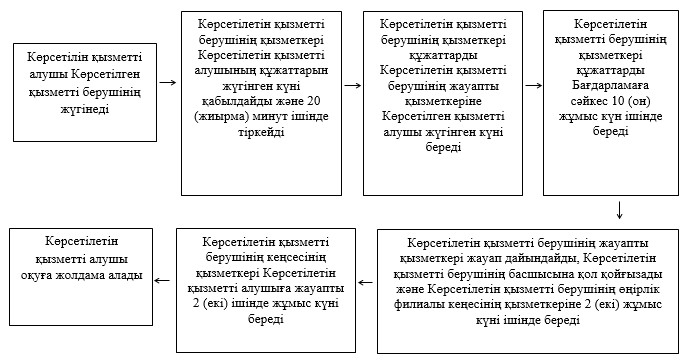 Көрсетілін қызметті
алушы Көрсетілген
қызметті берушінің
жүгінеді
Көрсетілетін қызметті
берушінің қызметкері
Көрсетілетін қызметті
алушының құжаттарын
жүгінген күні
қабылдайды және 20
(жиырма) минут ішінде
тіркейді
Көрсетілетін қызметті
берушінің қызметкері
құжаттарды
Көрсетілетін қызметті
берушінің жауапты
қызметкеріне
Көрсетілген қызметті
алушы жүгінген күні
береді
Көрсетілетін
қызметті берушінің
қызметкері
құжаттарды
Бағдарламаға
сәйкес 10 (он)
жұмыс күн ішінде
береді
Көрсетілетін қызметті берушінің жауапты
қызметкері жауап дайындайды, Көрсетілетін
қызметті берушінің басшысына қол қойғызады
және Көрсетілетін қызметті берушінің өңірлік
филиалы кеңесінің қызметкеріне 2 (екі) жұмыс
күні ішінде береді
Көрсетілетін қызметті
берушінің кеңсесінің
қызметкері Көрсетілетін
қызметті алушыға жауапты
2 (екі) ішінде жұмыс күні
береді
Көрсетілетін
қызметті алушы
оқуға жолдама алады